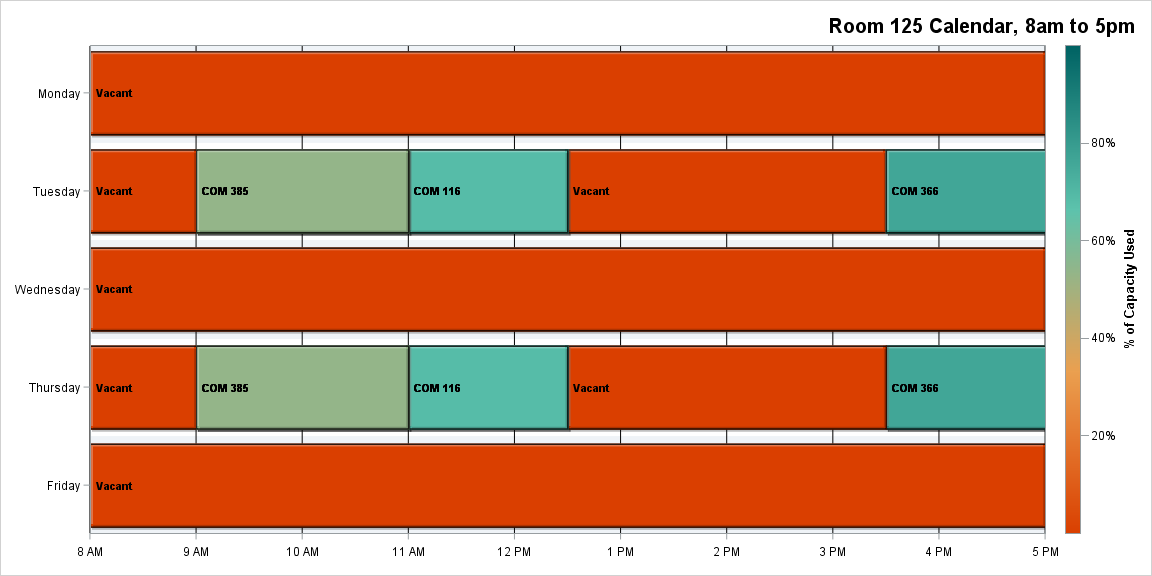 Room 125 Calendar, 8am to 5pm
Monday
Vacant
80%
Tuesday
Vacant
COM 385
COM 116
Vacant
COM 366
60%
% of Capacity Used
Wednesday
Vacant
40%
Thursday
Vacant
COM 385
COM 116
Vacant
COM 366
20%
Friday
Vacant
8 AM
9 AM
10 AM
11 AM
12 PM
1 PM
2 PM
3 PM
4 PM
5 PM